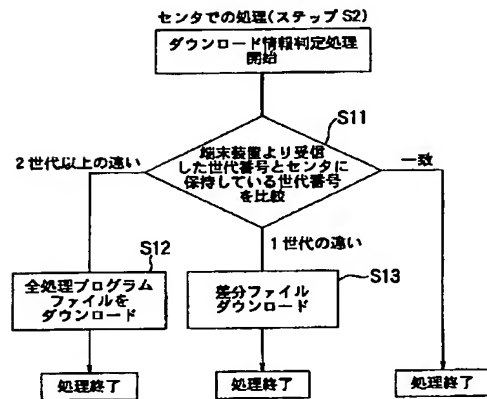 センタでの処理(ステップ S2)
ダウンロード情報判定処理
開始
S11
端末装置より受信
した世代番号とセンタに
保持している世代番号
を比較
2世代以上の違い
一致
1世代の違い
S12
全処理プログラム
ファイルを
ダウンロード
S13
差分ファイル
ダウンロード
処理終了
処理終了
処理終了